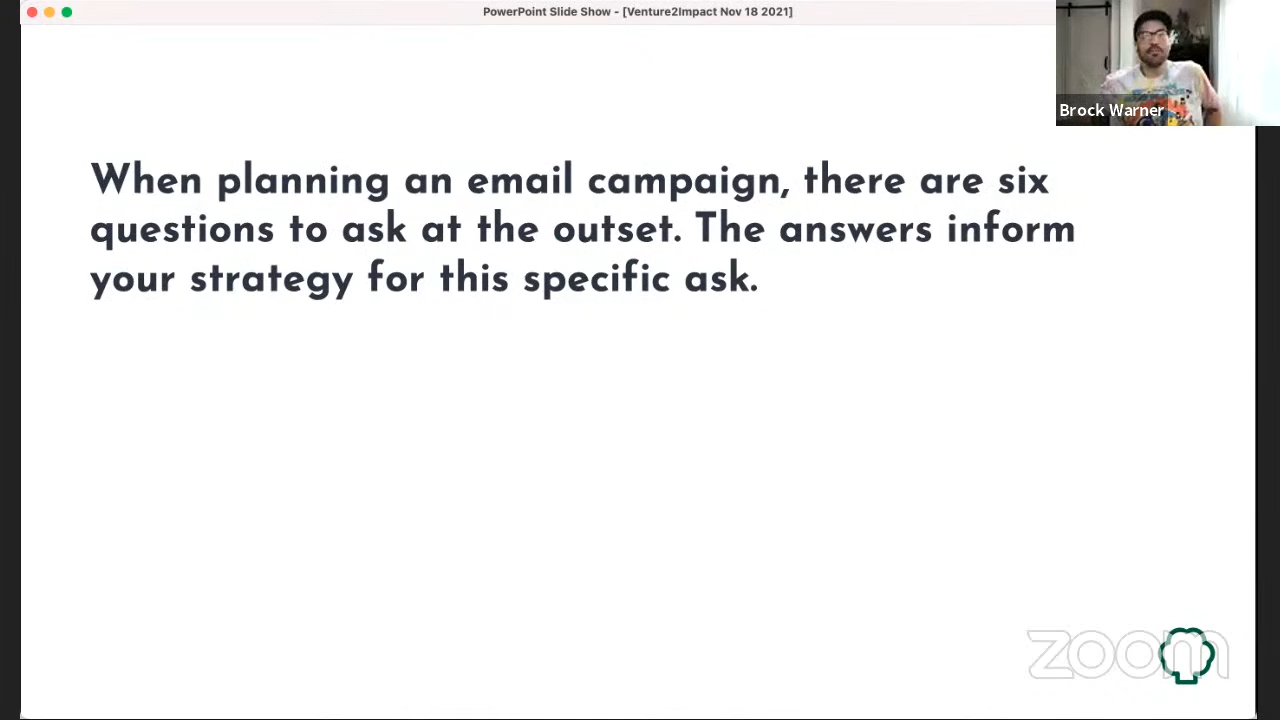 PowerPoint Slide Show - [Venture2Impact Nov 18 2021]
Brock Warner
When planning an email campaign, there are six
questions to ask at the outset. The answers inform
your strategy for this specific ask.
zoom